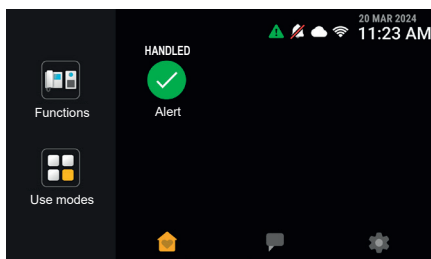 20 MAR 2024
11:23 AM
HANDLED
Functions
Alert
Use modes